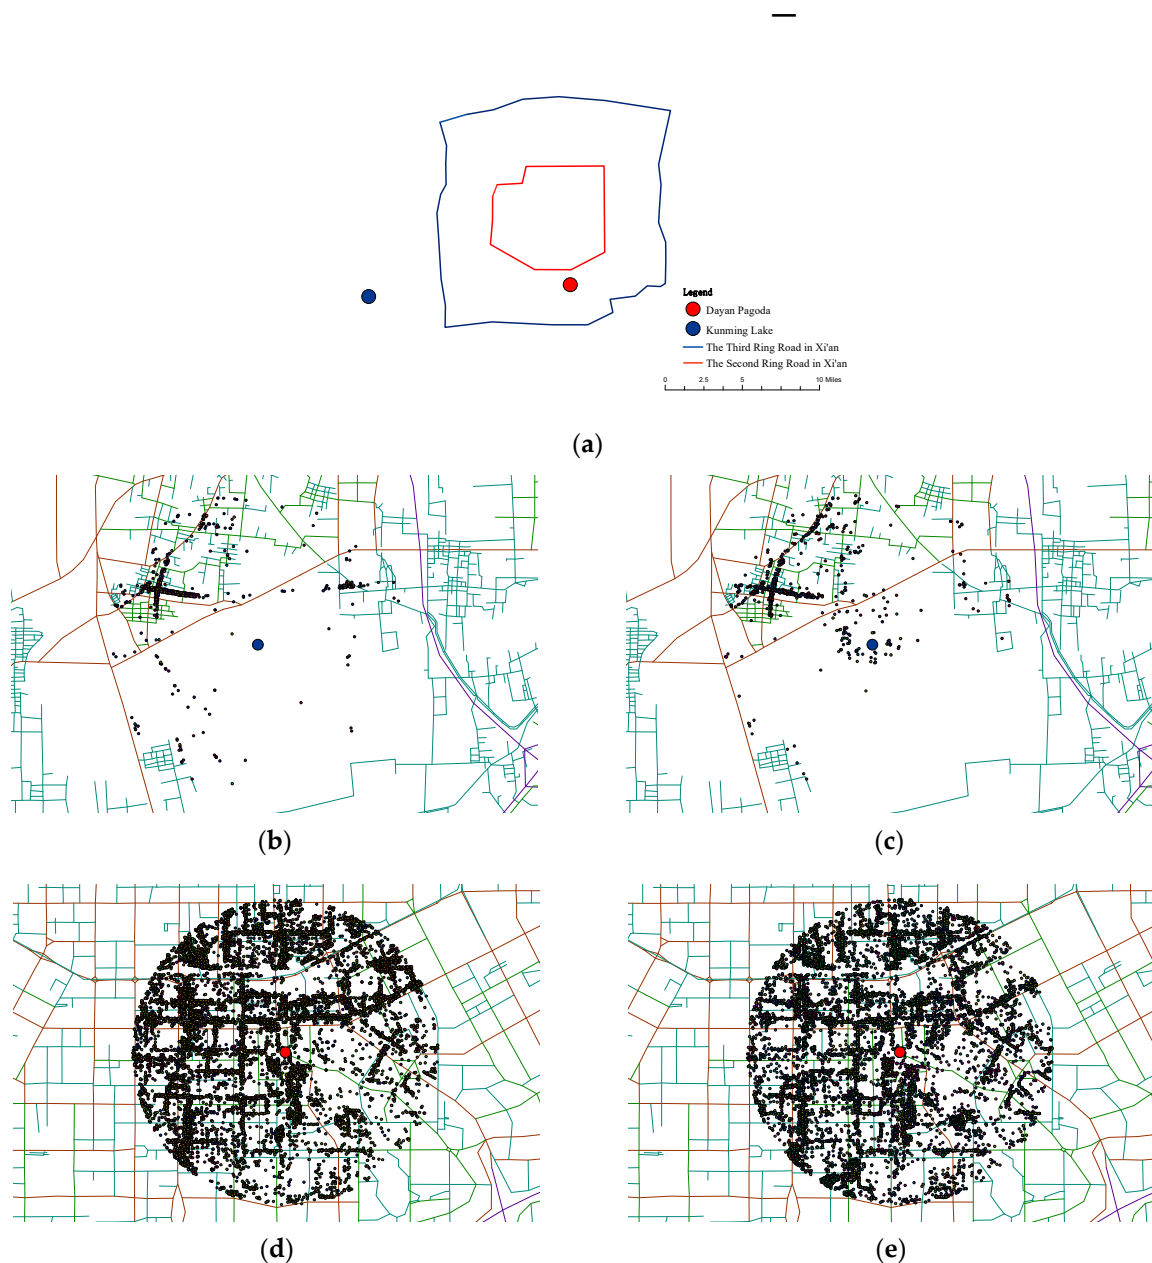 Legend
Dayan Pagoda
Kunming Lake
The Third Ring Road in Xi'an
The Second Ring Road in Xi'an
0 2.5 5 10 Miles
(a)
(b) (c)
(d) (e)